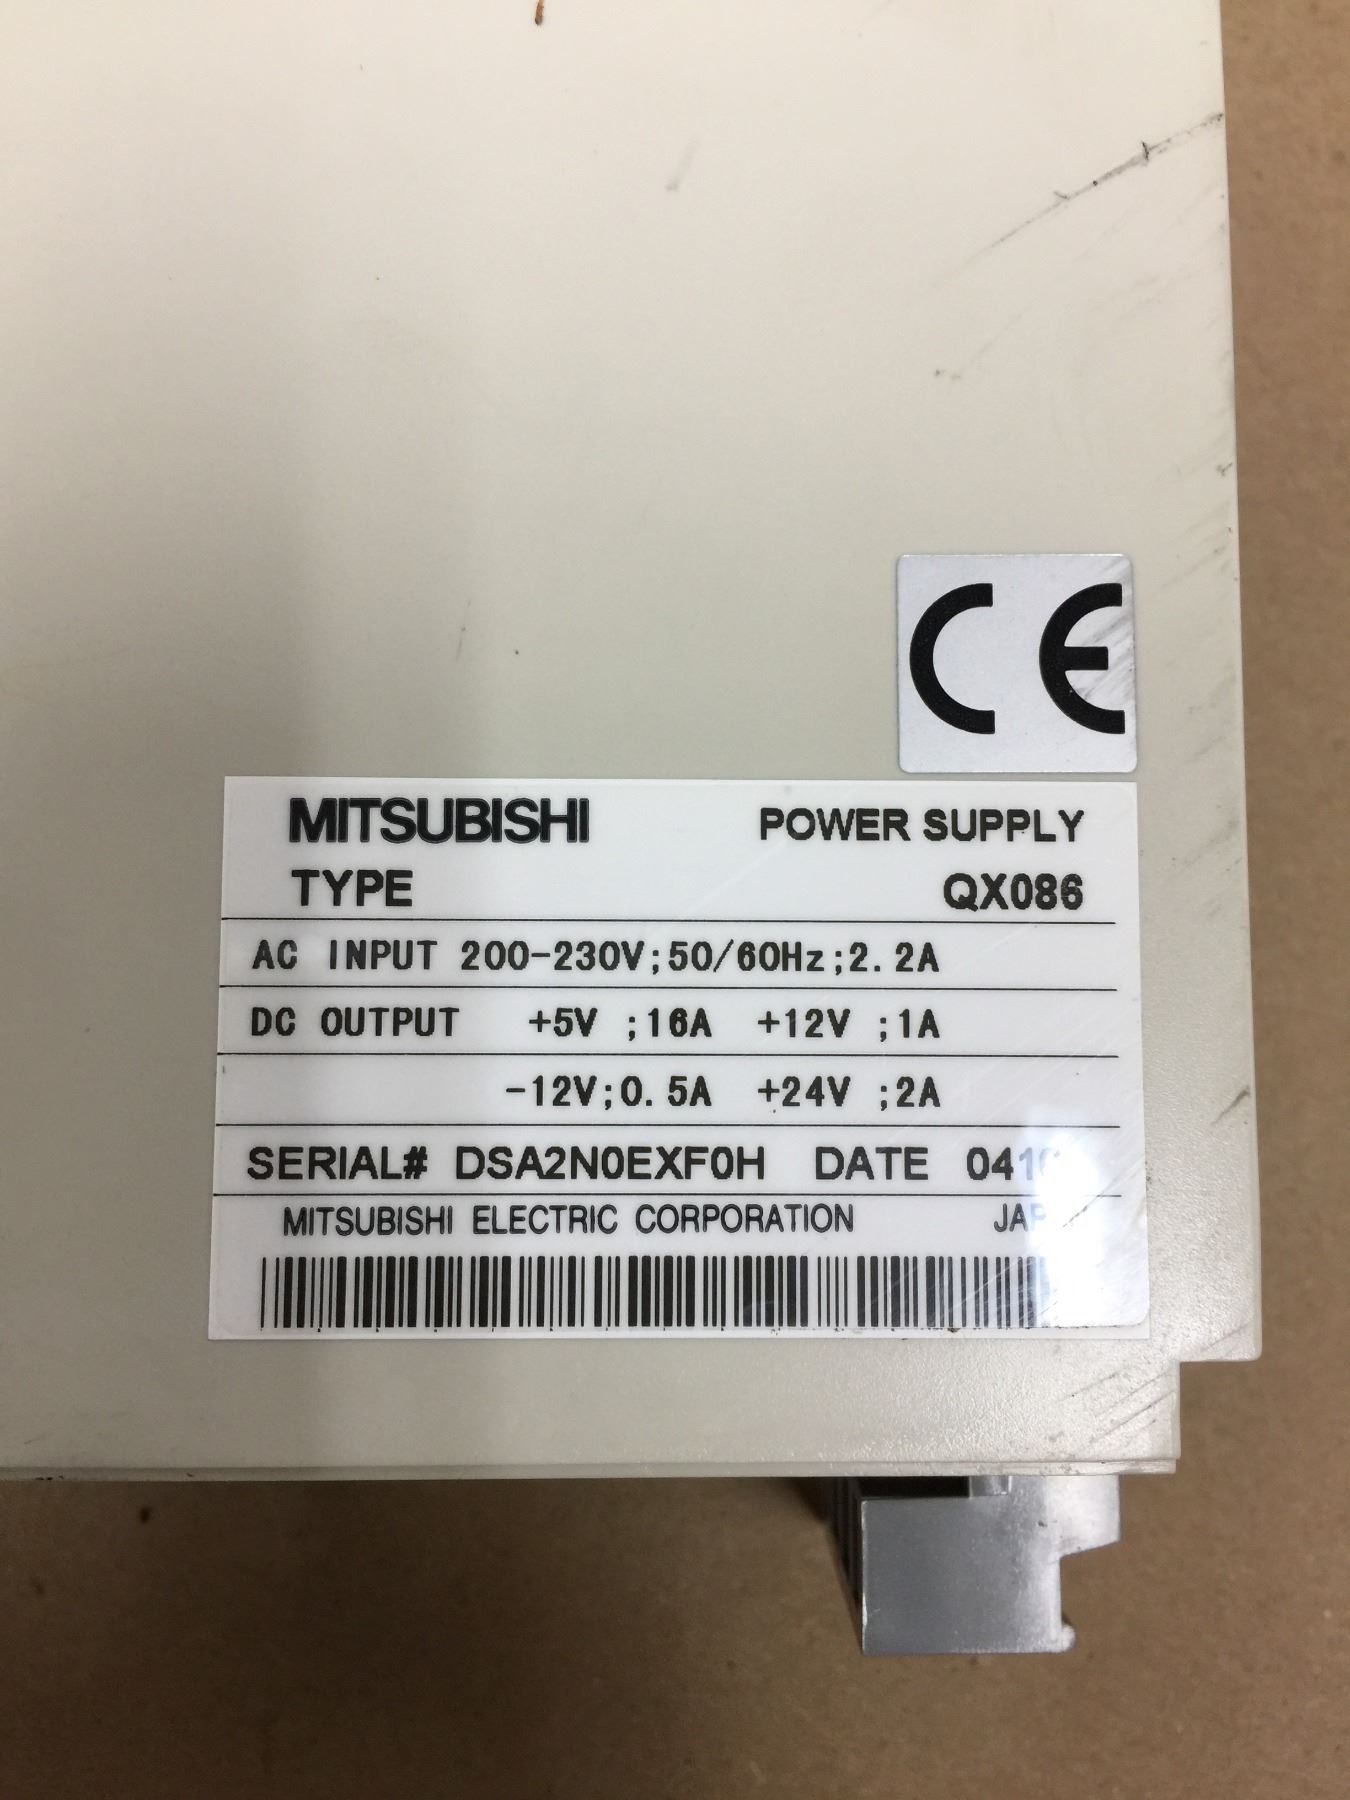 CE
MITSUBISHI POWER SUPPLY
TYPE QX086
AC INPUT 200-230V;50/60Hz;2.2A
DC OUTPUT +5V ;16A +12V ;1A
-12V;0.5A +24V ;2A
SERIAL# DSA2N0EXF0H DATE
MITSUBISHI ELECTRIC CORPORATION